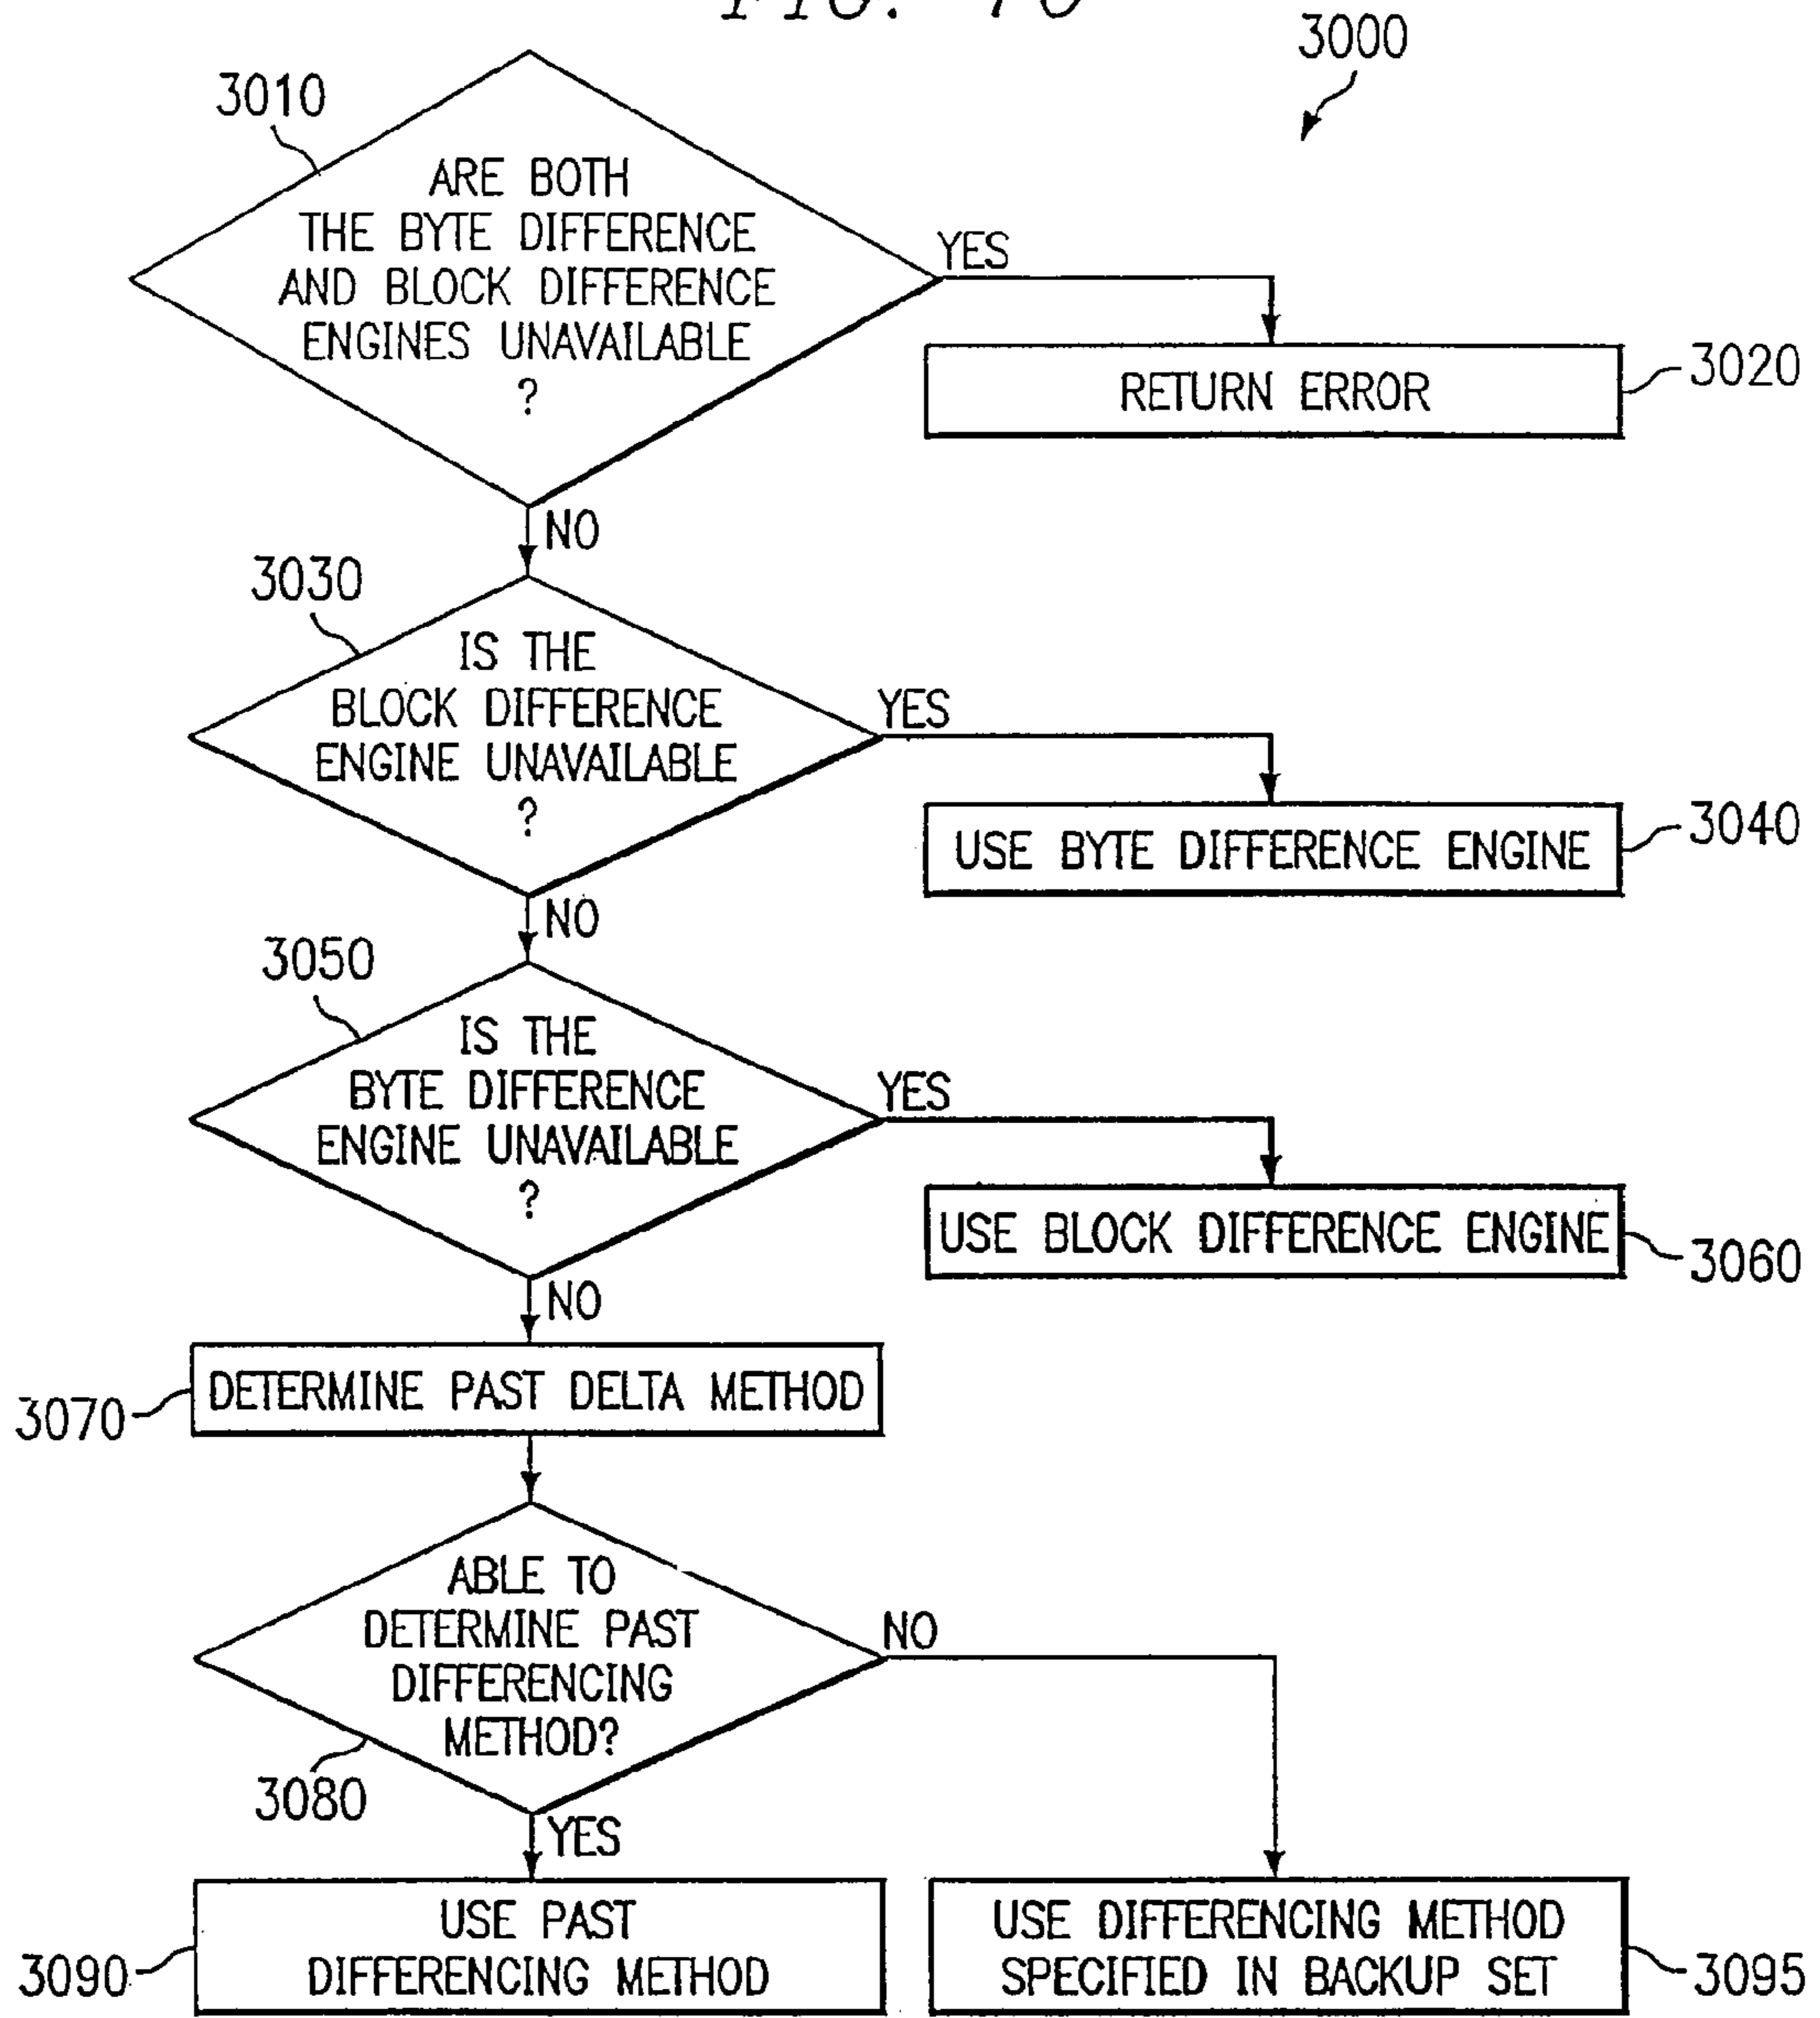 3000
3010
ARE BOTH
THE BYTE DIFFERENCE
AND BLOCK DIFFERENCE
ENGINES UNAVAILABLE
?
YES
RETURN ERROR
3020
NO
3030
IS THE
BLOCK DIFFERENCE
ENGINE UNAVAILABLE
?
YES
USE BYTE DIFFERENCE ENGINE
3040
NO
3050
IS THE
BYTE DIFFERENCE
ENGINE UNAVAILABLE
?
YES
USE BLOCK DIFFERENCE ENGINE
3060
NO
DETERMINE PAST DELTA METHOD
3070
ABLE TO
DETERMINE PAST
DIFFERENCING
METHOD?
NO
3080
YES
USE PAST
DIFFERENCING METHOD
3090
USE DIFFERENCING METHOD
SPECIFIED IN BACKUP SET
3095